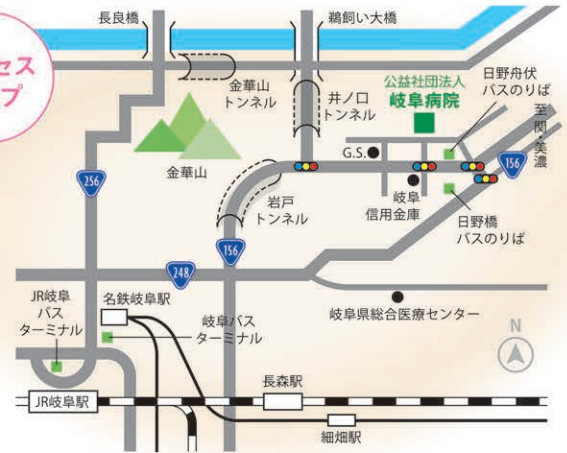 セス
プ
長良橋
鵜飼い大橋
金華山
トンネル
井ノ口
トンネル
公益社団法人
岐阜病院
日野舟伏
バスのりば
至関・美濃
156
G.S.
岐阜
信用金庫
日野橋
バスのりば
金華山
256
岩戸
トンネル
156
248
岐阜県総合医療センター
N
JR岐阜
バス
ターミナル
名鉄岐阜駅
岐阜バス
ターミナル
JR岐阜駅
長森駅
細畑駅